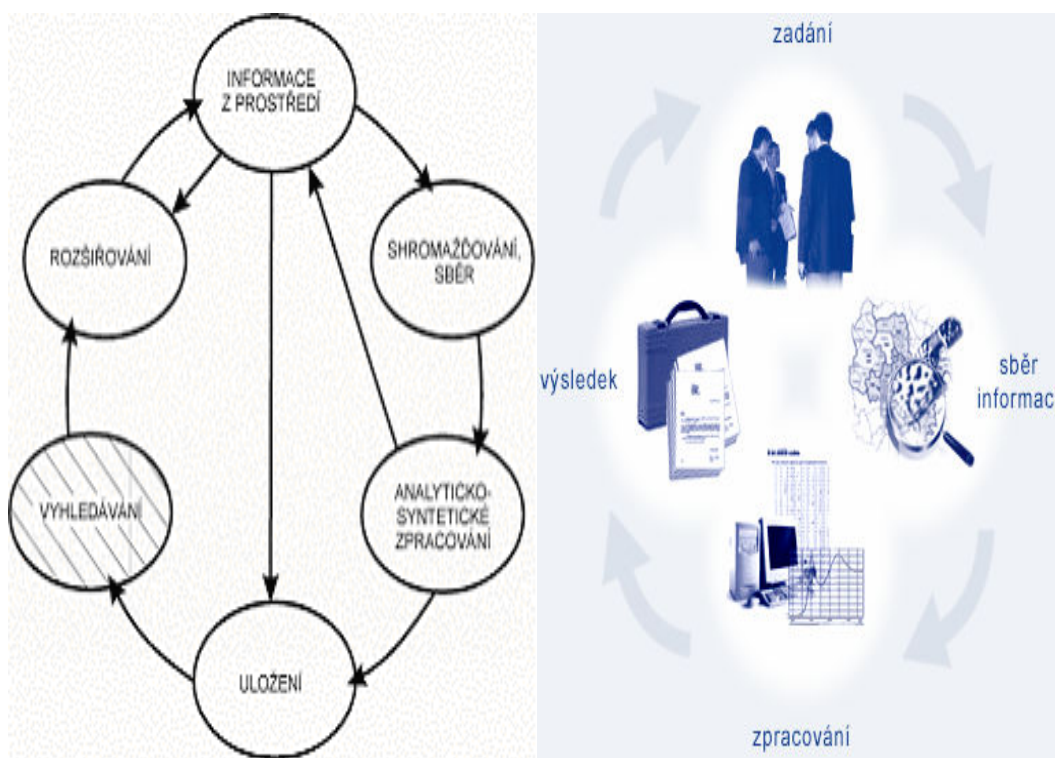 INFORMACE
Z PROSTŘEDÍ
ROZŠIŘOVÁNÍ
SHROMAŽĎOVÁNÍ,
SBĚR
VYHLEDÁVÁNÍ
ANALYTICKO-
SYNTETICKÉ
ZPRACOVÁNÍ
ULOŽENÍ
zadání
výsledek
sběr
informac
zpracování